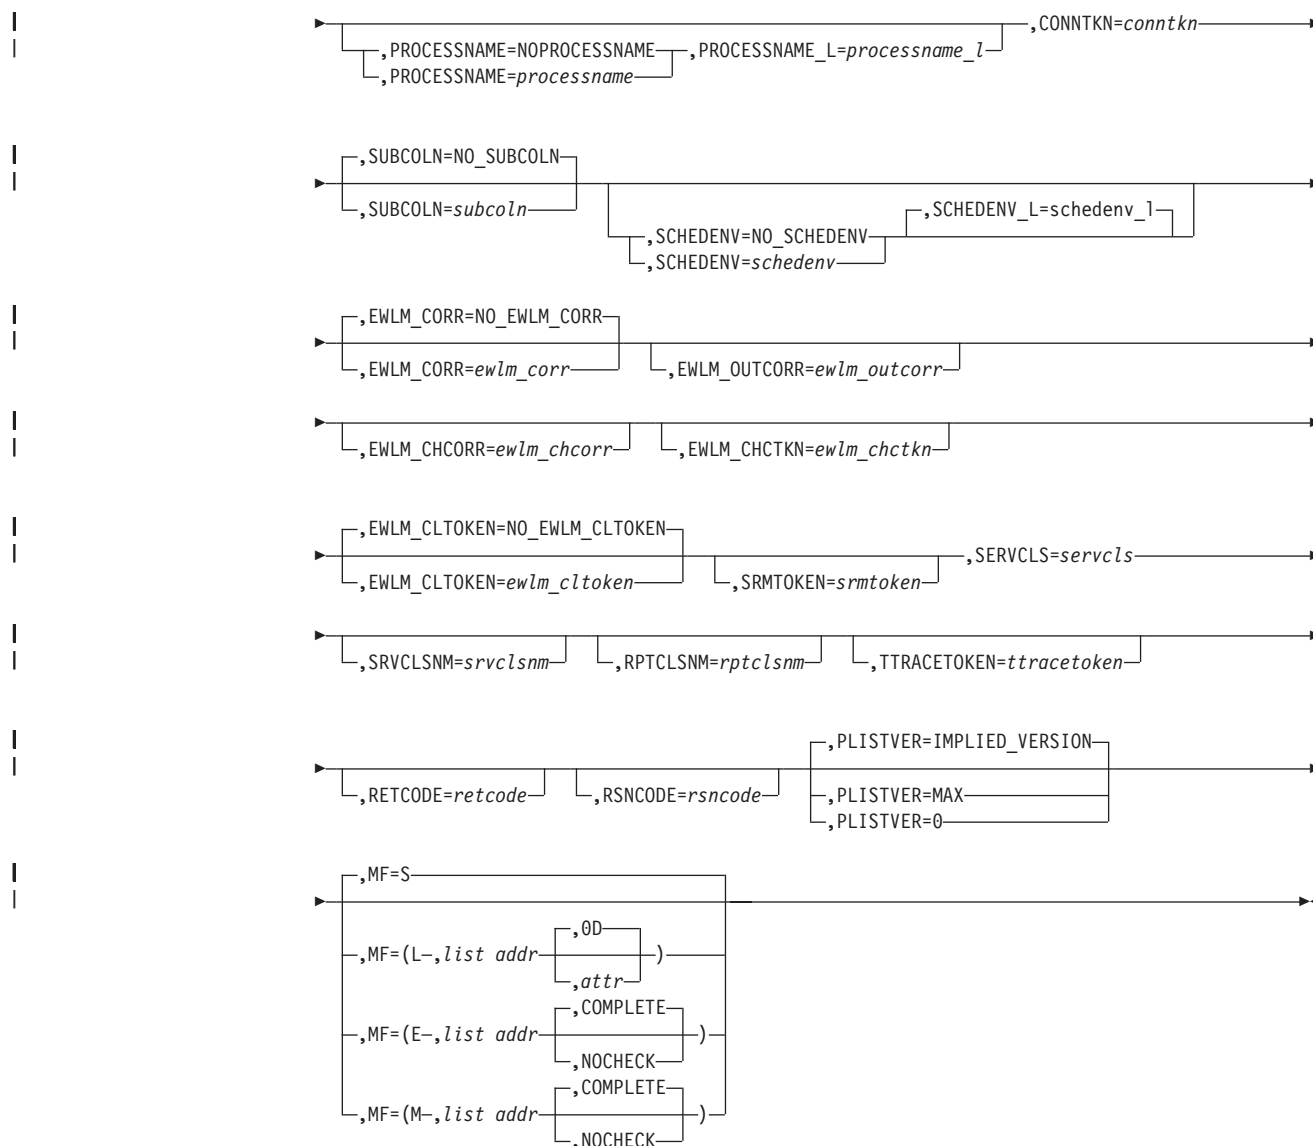 ,PROCESSNAME=NOPROCESSNAME ,PROCESSNAME_L=processname_l ,CONNTKN=conntkn
,PROCESSNAME=processname
,SUBCOLN=NO_SUBCOLN
,SUBCOLN=subcoln
,SCHEDENV_L=schedenv_l
,SCHEDENV=NO_SCHEDENV
,SCHEDENV=schedenv
,EWLM_CORR=NO_EWLM_CORR
,EWLM_CORR=ewlm_corr ,EWLM_OUTCORR=ewlm_outcorr
,EWLM_CHCORR=ewlm_chcorr ,EWLM_CHCTKN=ewlm_chctkn
,EWLM_CLTOKEN=NO_EWLM_CLTOKEN
,SERVCLS=servcls
,EWLM_CLTOKEN=ewlm_cltoken ,SRMTOKEN=srmtoken
,SRVCLSNM=srvclsnm ,RPTCLSNM=rptclsnm ,TTRACETOKEN=ttracetoken
,PLISTVER=IMPLIED_VERSION
,RETCODE=retcode ,RSNCODE=rsncode ,PLISTVER=MAX
,PLISTVER=0
,MF=S
,0D
,MF=(L ,list addr )
,attr
,COMPLETE
,MF=(E ,list addr )
,NOCHECK
,COMPLETE
,MF=(M ,list addr )
,NOCHECK